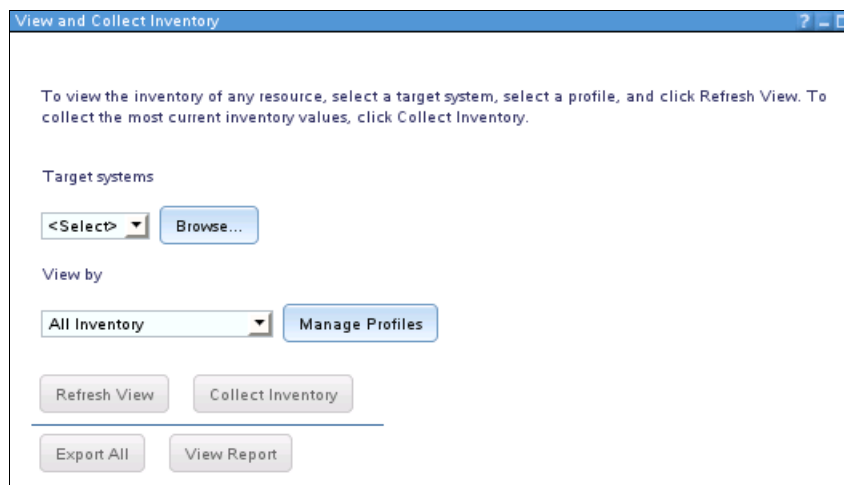 View and Collect Inventory ?
To view the inventory of any resource, select a target system, select a profile, and click Refresh View. To
collect the most current inventory values, click Collect Inventory.
Target systems
<Select> Browse...
View by
All Inventory Manage Profiles
Refresh View Collect Inventory
Export All View Report